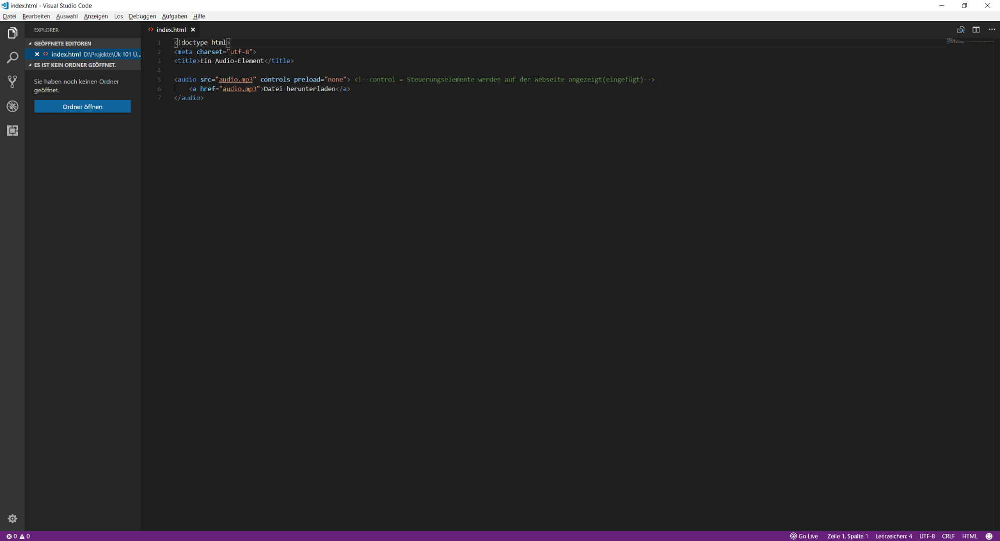 index.html - Visual Studio Code
Datei Bearbeiten Auswahl Anzeigen Los Debuggen Aufgaben Hilfe
EXPLORER
GEÖFFNETE EDITOREN
index.html D:\Projekte\Ük 101 Ü...
ES IST KEIN ORDNER GEÖFFNET.
Sie haben noch keinen Ordner
geöffnet.
Ordner öffnen
index.html
1 <!doctype html>
2 <meta charset="utf-8">
3 <title>Ein Audio-Element</title>
4
5 <audio src="audio.mp3" controls preload="none"> <!--control = Steuerungselemente werden auf der Webseite angezeigt(eingefügt)-->
6 <a href="audio.mp3">Datei herunterladen</a>
7 </audio>
0 0
Go Live Zeile 1, Spalte 1 Leerzeichen: 4 UTF-8 CRLF HTML